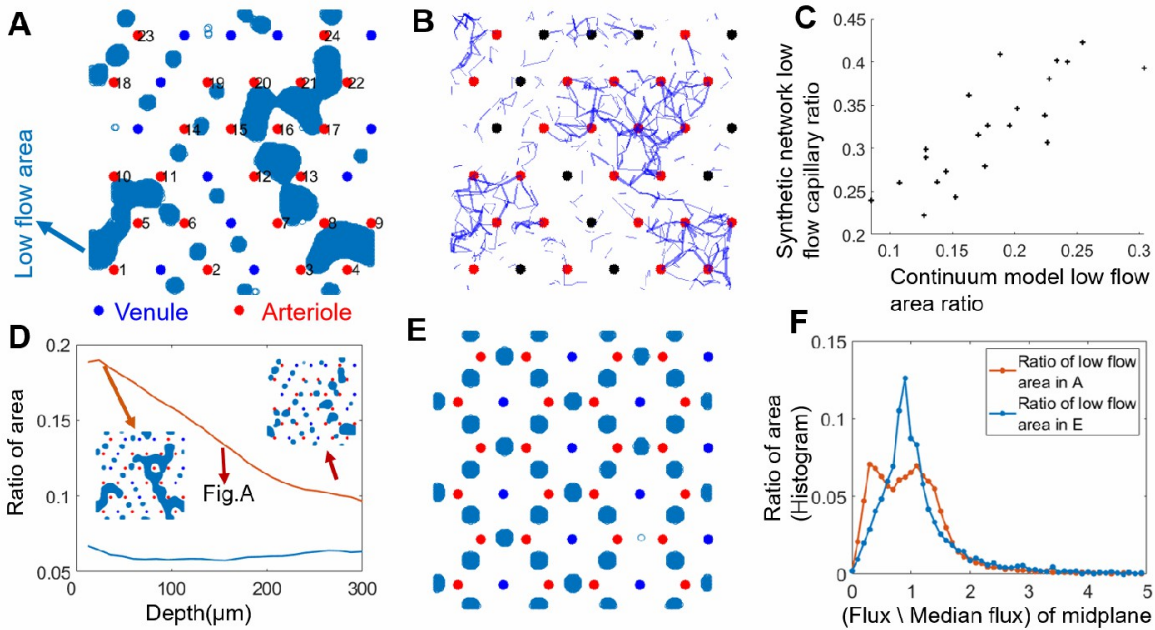 A
23
24
18
19
20
21
22
14
15
16
17
10
11
12
13
5
6
7
8
9
1
2
3
4
Low flow area
Venule
Arteriole
B
C
0.45
0.4
0.35
0.3
0.25
0.2
0.1
0.15
0.2
0.25
0.3
Synthetic network low
flow capillary ratio
Continuum model low flow
area ratio
D
0.2
0.15
0.1
0.05
0
100
200
300
Ratio of area
Fig.A
Depth(µm)
E
F
0.15
0.1
0.05
0
0
1
2
3
4
5
Ratio of area
(Histogram)
Ratio of low flow
area in A
Ratio of low flow
area in E
(Flux \ Median flux) of midplane